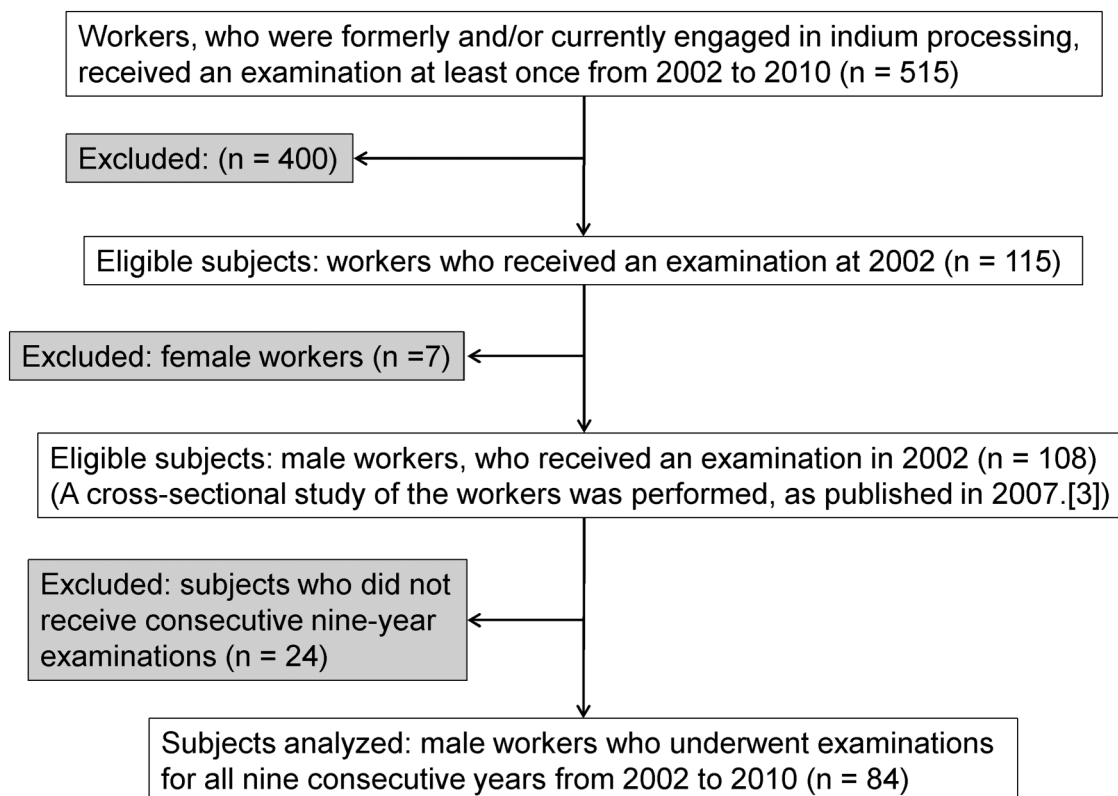 Workers, who were formerly and/or currently engaged in indium processing,
received an examination at least once from 2002 to 2010 (n = 515)
Excluded: (n = 400)
Eligible subjects: workers who received an examination at 2002 (n = 115)
Excluded: female workers (n =7)
Eligible subjects: male workers, who received an examination in 2002 (n = 108)
(A cross-sectional study of the workers was performed, as published in 2007.[3])
Excluded: subjects who did not
receive consecutive nine-year
examinations (n = 24)
Subjects analyzed: male workers who underwent examinations
for all nine consecutive years from 2002 to 2010 (n = 84)